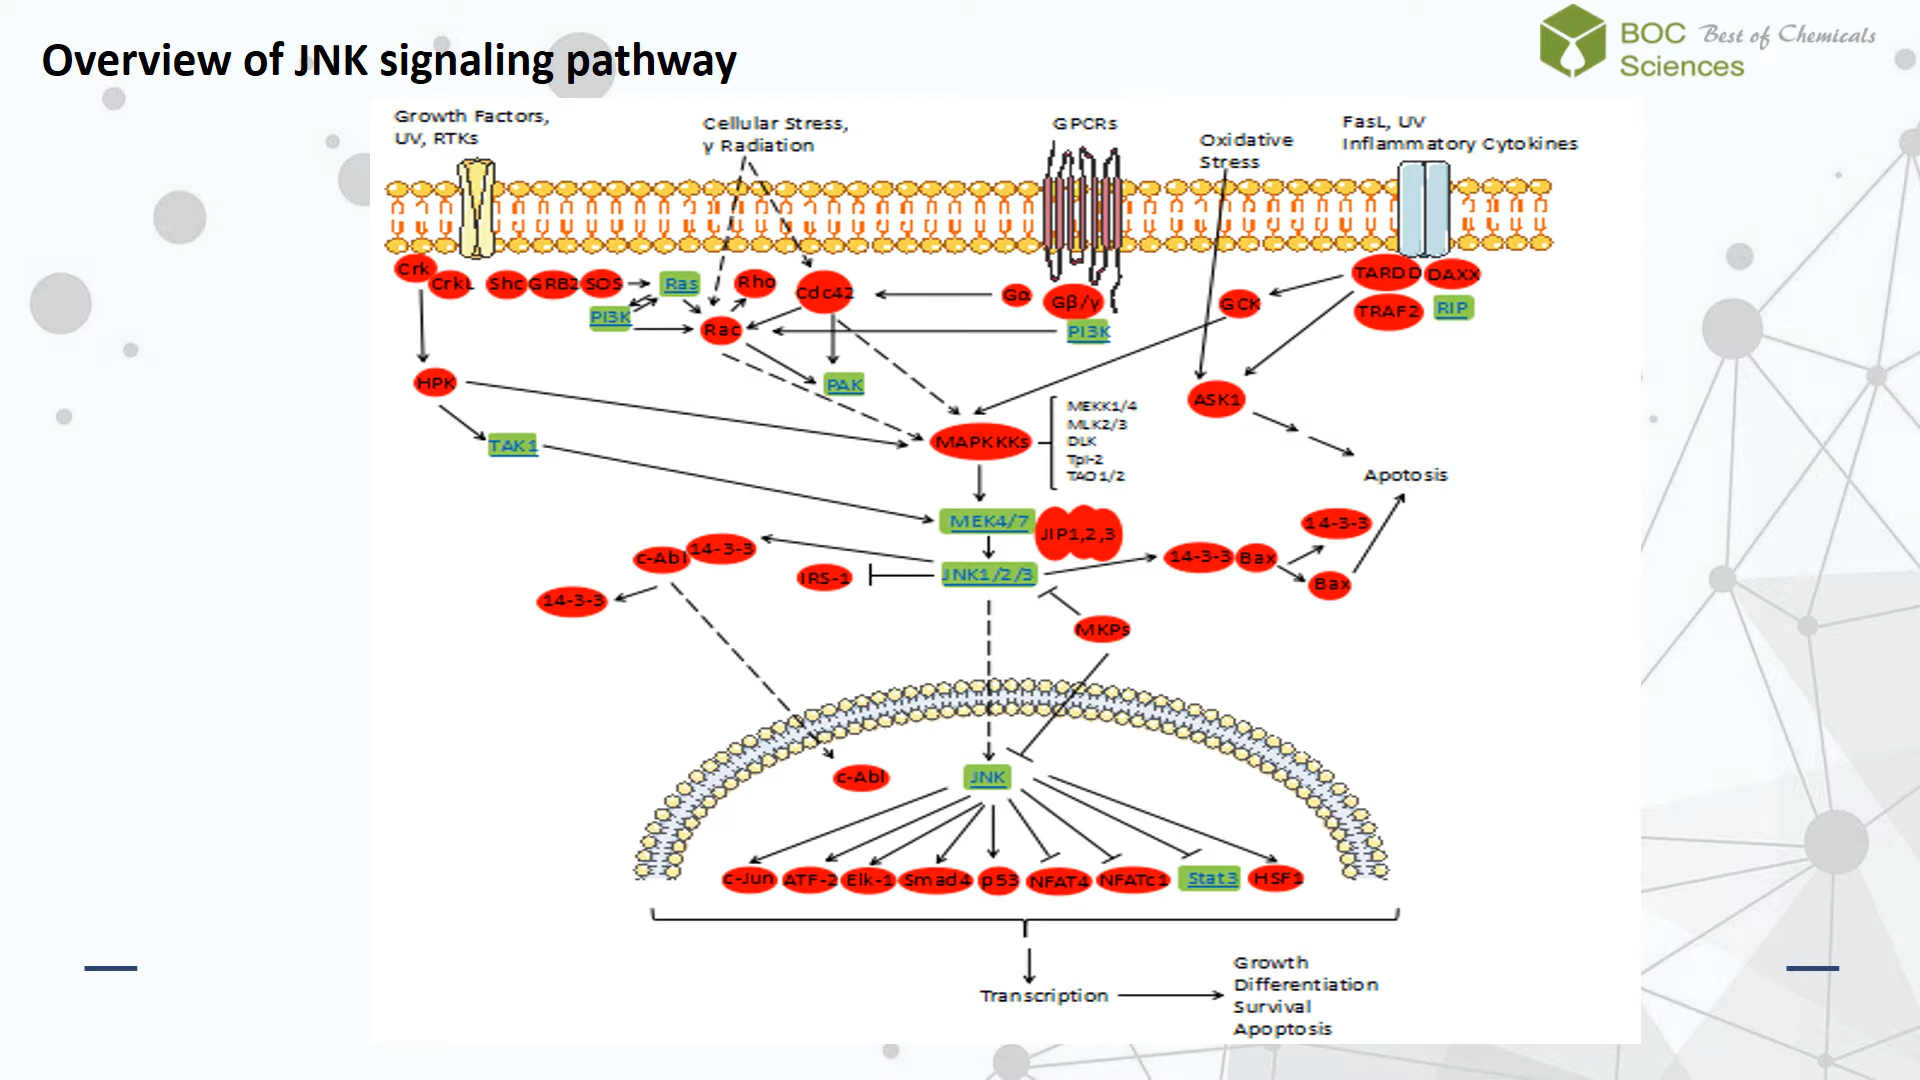 Overview of JNK signaling pathway
BOC Best of Chemicals
Sciences
Growth Factors,
UV, RTKs
Cellular Stress,
γ Radiation
GPCRs
Oxidative
Stress
FasL, UV
Inflammatory Cytokines
Crk
CrkL
Shc
GRB2
SOS
Ras
PI3K
Rho
Rac
Cdc42
Gα
Gβ/γ
PI3K
GCK
TARDD
DAXX
TRAF2
RIP
HPK
PAK
ASK1
TAK1
MAPKKKs
MEKK1/4
MLK2/3
DLK
Tpl-2
TAO1/2
Apotosis
MEK4/7
JIP1,2,3
14-3-3
c-Abl
14-3-3
IRS-1
JNK1/2/3
14-3-3
Bax
Bax
14-3-3
MKPs
c-Abl
JNK
c-Jun
ATF-2
Elk-1
Smad4
p53
NFAT4
NFATc1
Stat3
HSF1
Transcription
Growth
Differentiation
Survival
Apoptosis